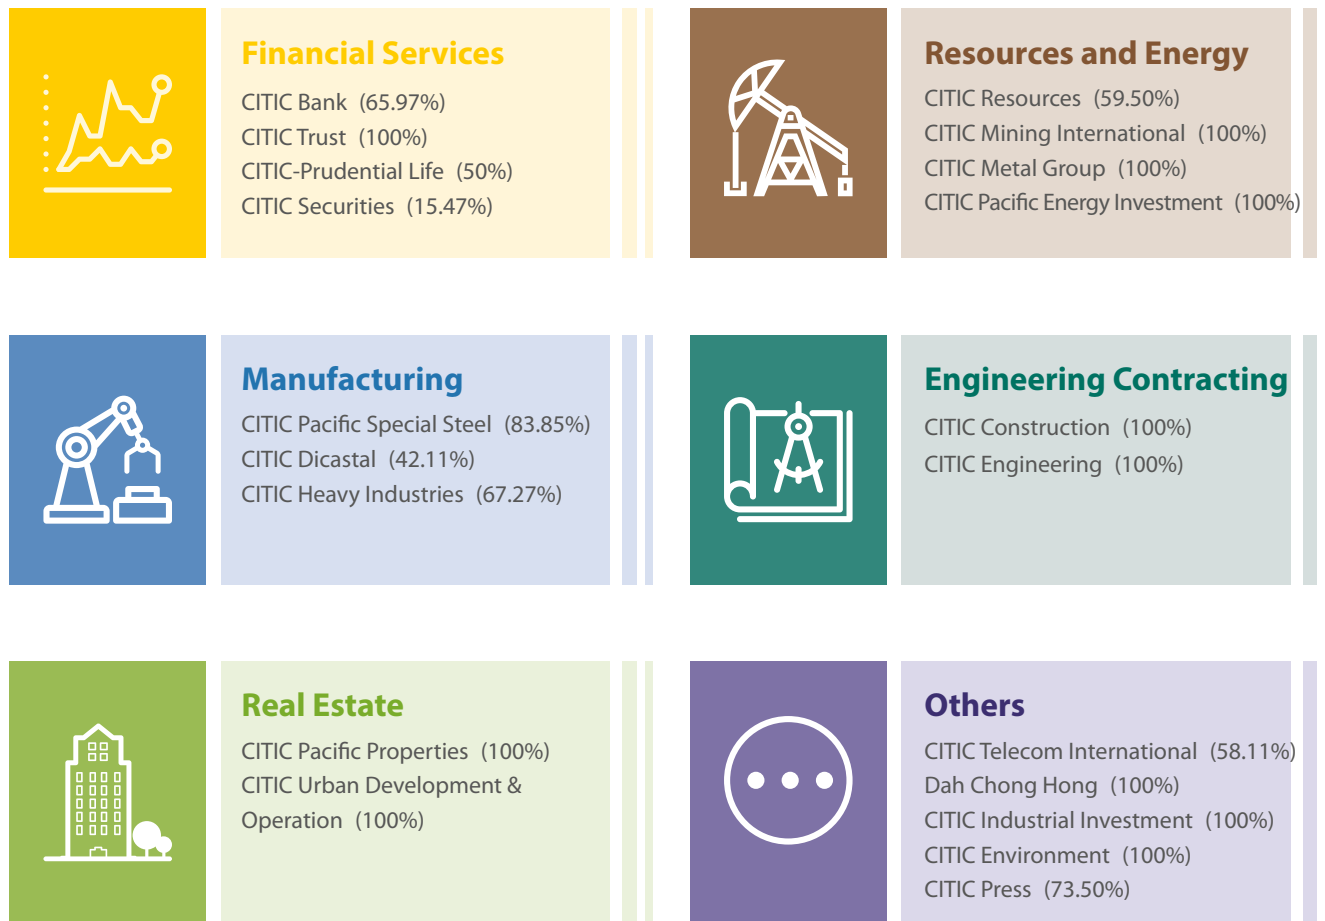 Financial Services
CITIC Bank (65.97%)
CITIC Trust (100%)
CITIC-Prudential Life (50%)
CITIC Securities (15.47%)
Resources and Energy
CITIC Resources (59.50%)
CITIC Mining International (100%)
CITIC Metal Group (100%)
CITIC Pacific Energy Investment (100%)
Manufacturing
CITIC Pacific Special Steel (83.85%)
CITIC Dicastal (42.11%)
CITIC Heavy Industries (67.27%)
Engineering Contracting
CITIC Construction (100%)
CITIC Engineering (100%)
Real Estate
CITIC Pacific Properties (100%)
CITIC Urban Development &
Operation (100%)
Others
CITIC Telecom International (58.11%)
Dah Chong Hong (100%)
CITIC Industrial Investment (100%)
CITIC Environment (100%)
CITIC Press (73.50%)